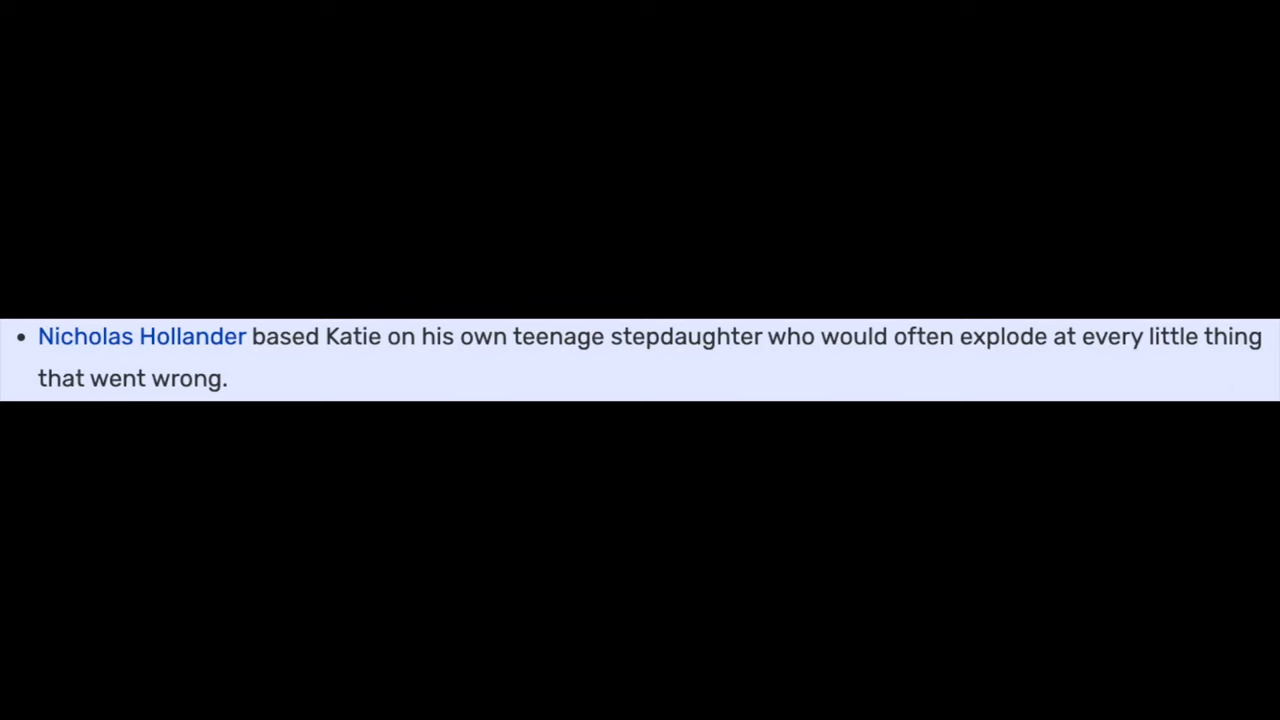 • Nicholas Hollander based Katie on his own teenage stepdaughter who would often explode at every little thing
that went wrong.